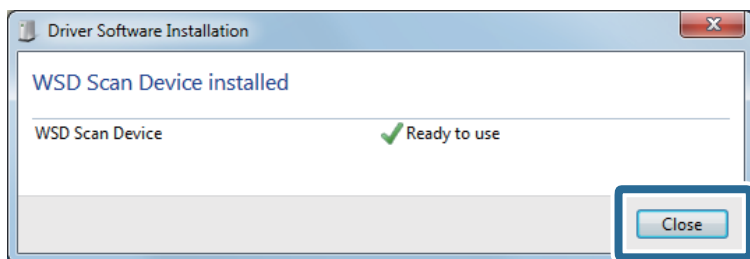 Driver Software Installation
WSD Scan Device installed
WSD Scan Device
Ready to use
Close